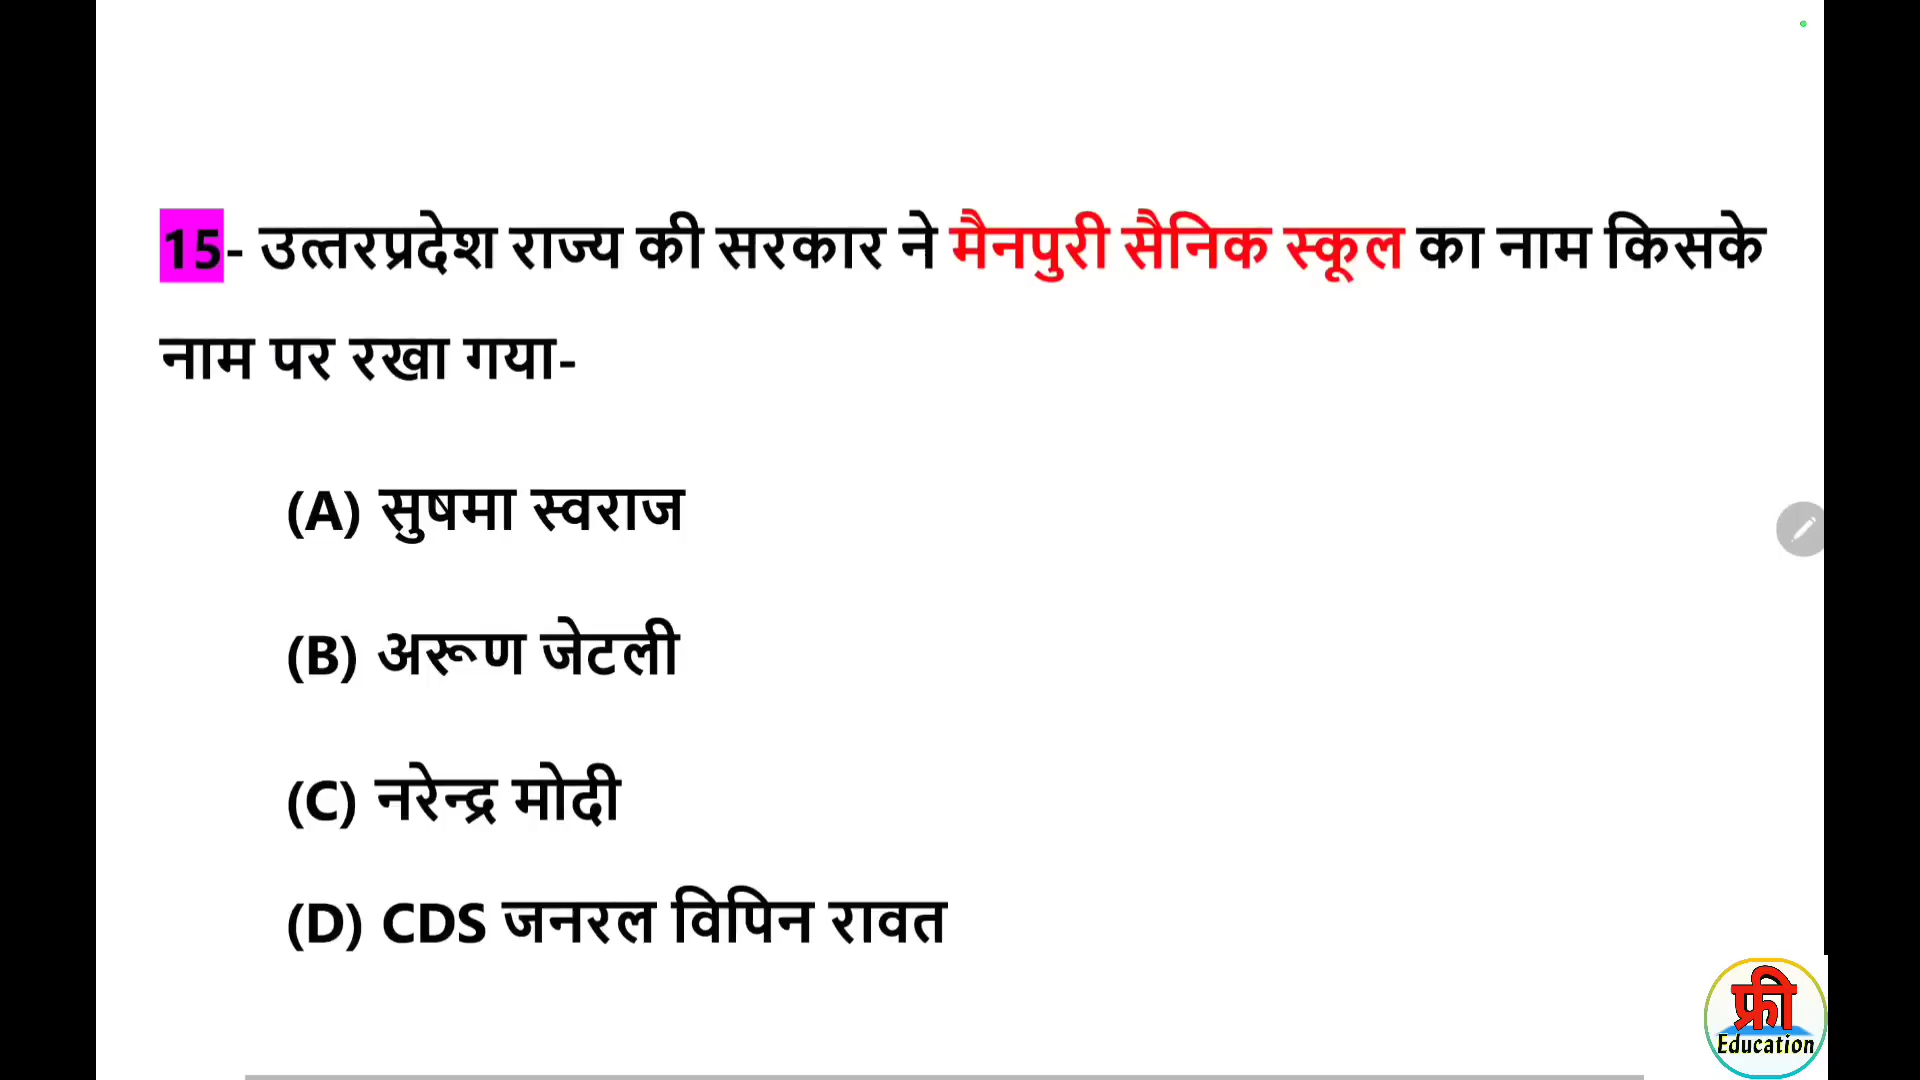 15- उत्तरप्रदेश राज्य की सरकार ने मैनपुरी सैनिक स्कूल का नाम किसके
नाम पर रखा गया-
(A) सुषमा स्वराज
(B) अरूण जेटली
(C) नरेन्द्र मोदी
(D) CDS जनरल विपिन रावत
फ्री
Education